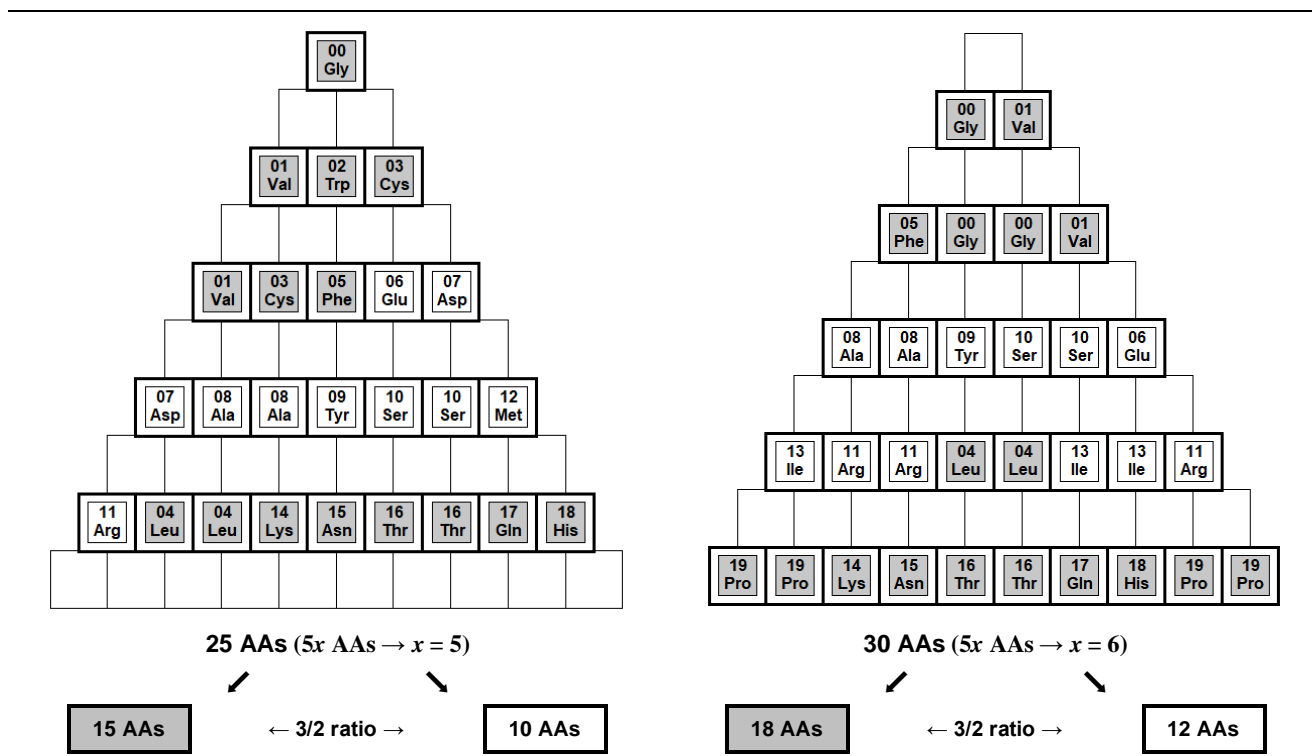 00
Gly
01 02 03
Val Trp Cys
01 03 05 06 07
Val Cys Phe Glu Asp
07 08 08 09 10 10 12
Asp Ala Ala Tyr Ser Ser Met
11 04 04 14 15 16 16 17 18
Arg Leu Leu Lys Asn Thr Thr Gln His
25 AAs (5x AAs → x = 5)
15 AAs ← 3/2 ratio → 10 AAs
00 01
Gly Val
05 00 00 01
Phe Gly Gly Val
08 08 09 10 10 06
Ala Ala Tyr Ser Ser Glu
13 11 11 04 04 13 13 11
Ile Arg Arg Leu Leu Ile Ile Arg
19 19 14 15 16 16 17 18 19 19
Pro Pro Lys Asn Thr Thr Gln His Pro Pro
30 AAs (5x AAs → x = 6)
18 AAs ← 3/2 ratio → 12 AAs